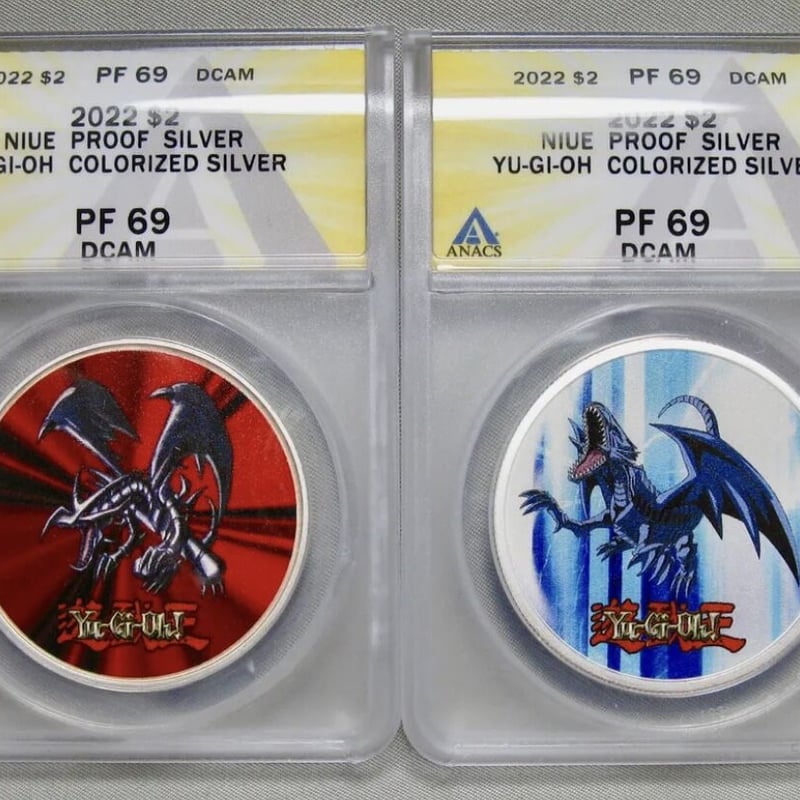 022 $2 PF 69 DCAM
2022 $2
NIUE PROOF SILVER
GI-OH COLORIZED SILVER
PF 69
DCAM
Yu-Gi-Oh!
2022 $2 PF 69 DCAM
2022 $2
NIUE PROOF SILVER
YU-GI-OH COLORIZED SILVE
PF 69
DCAM
ANACS
Yu-Gi-Oh!